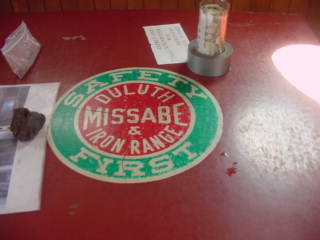 SAFETY
DULUTH
MiSSABE
&
IRON RANGE
FIRST